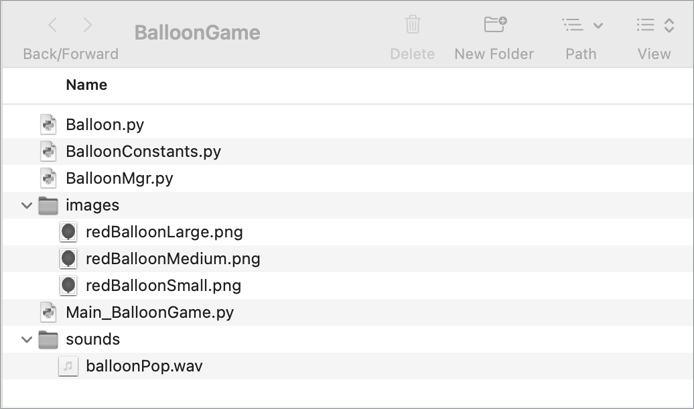 BalloonGame
Back/Forward Delete New Folder Path View
Name
Balloon.py
BalloonConstants.py
BalloonMgr.py
images
redBalloonLarge.png
redBalloonMedium.png
redBalloonSmall.png
Main_BalloonGame.py
sounds
balloonPop.wav